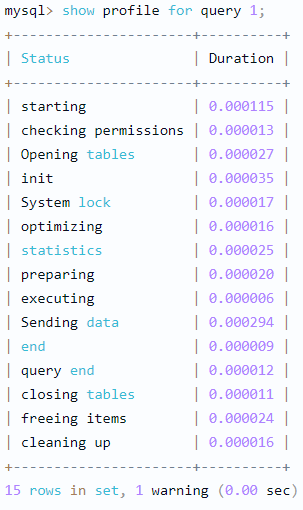 mysql> show profile for query 1;
+----------------------+----------+
| Status               | Duration |
+----------------------+----------+
| starting             | 0.000115 |
| checking permissions | 0.000013 |
| Opening tables       | 0.000027 |
| init                 | 0.000035 |
| System lock          | 0.000017 |
| optimizing           | 0.000016 |
| statistics           | 0.000025 |
| preparing            | 0.000020 |
| executing            | 0.000006 |
| Sending data         | 0.000294 |
| end                  | 0.000009 |
| query end            | 0.000012 |
| closing tables       | 0.000011 |
| freeing items        | 0.000024 |
| cleaning up          | 0.000016 |
+----------------------+----------+
15 rows in set, 1 warning (0.00 sec)